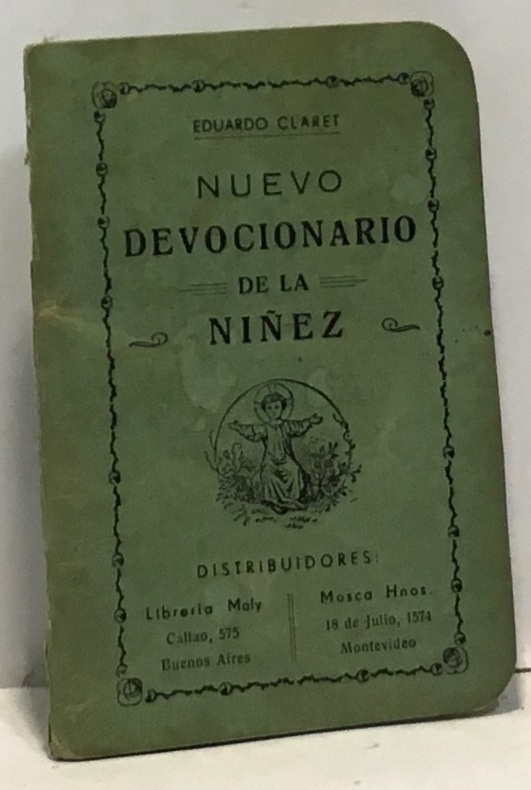 EDUARDO CLARET
NUEVO
DEVOCIONARIO
DE LA
NIÑEZ
DISTRIBUIDORES:
Librería Maly
Callao, 575
Buenos Aires
Mosca Hnos.
18 de Julio, 1574
Montevideo